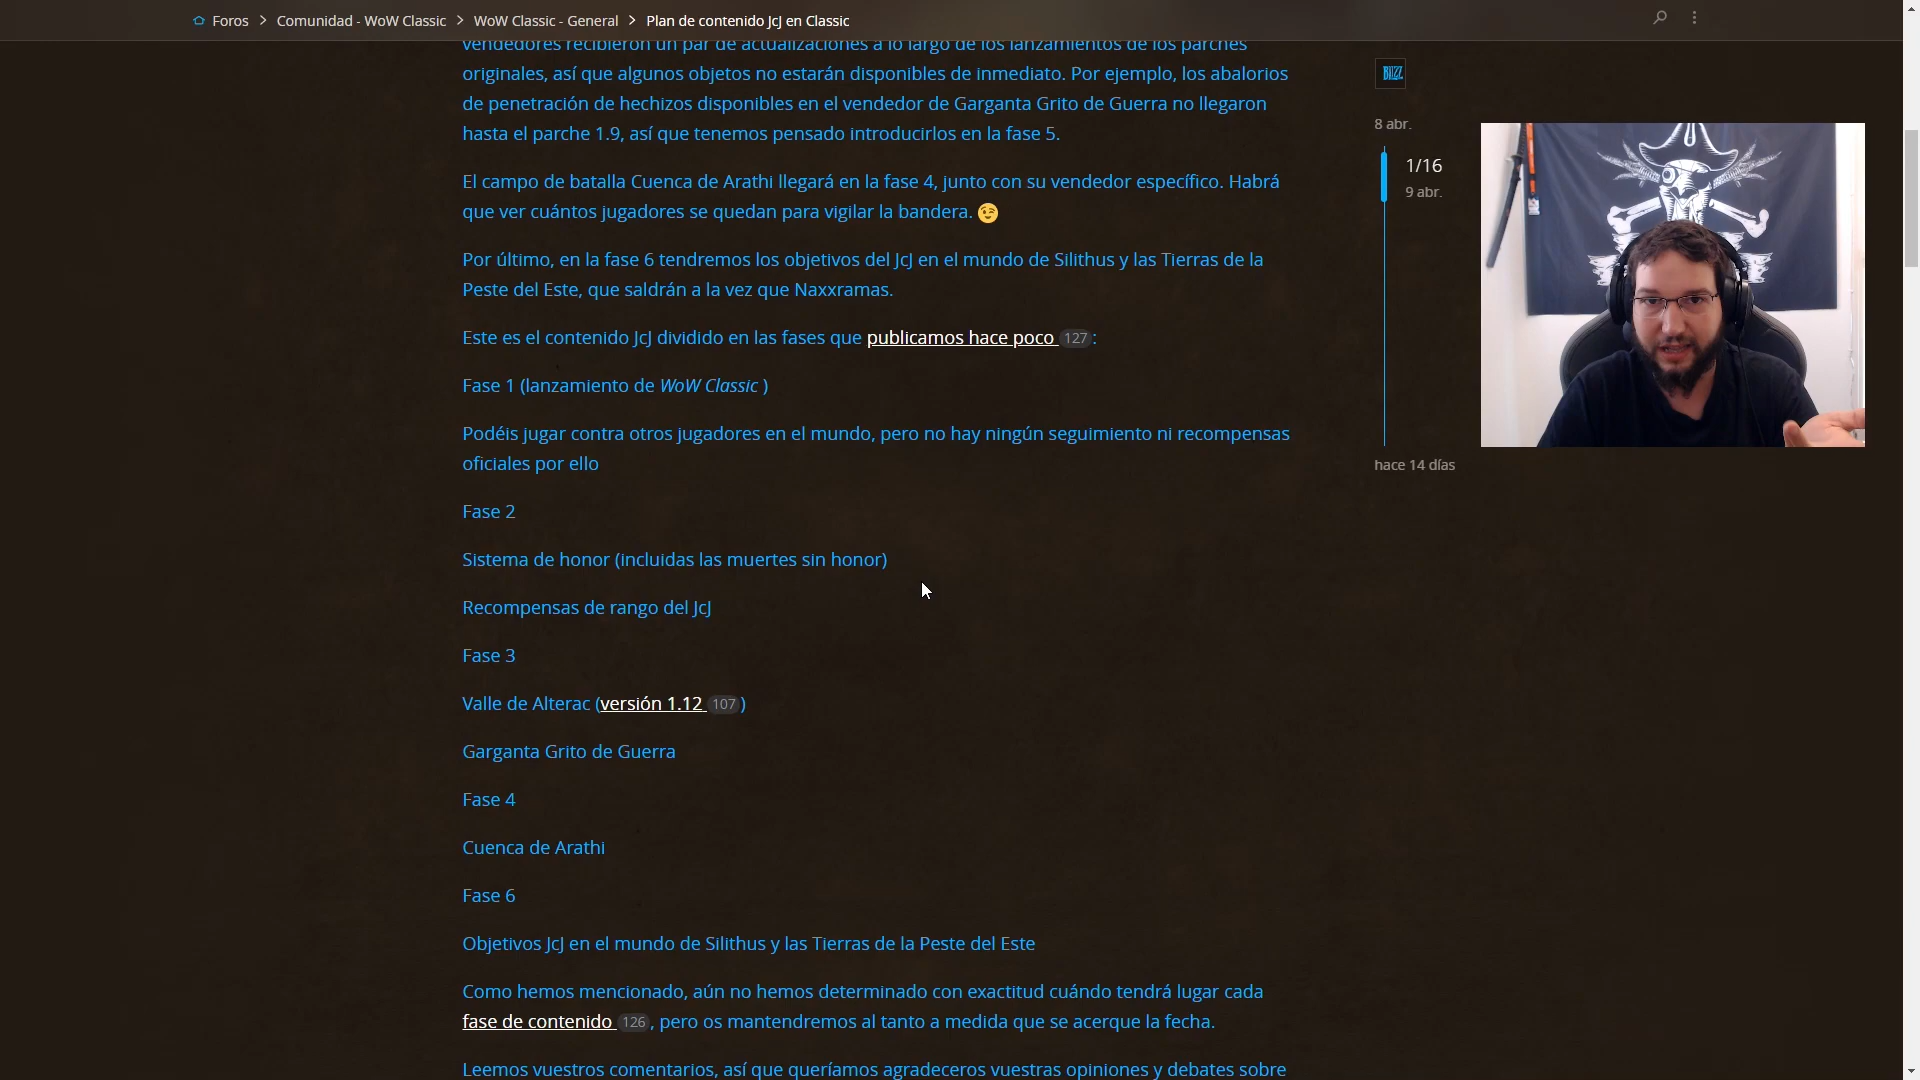 Foros > Comunidad - WoW Classic > WoW Classic - General > Plan de contenido JcJ en Classic
vendedores recibieron un par de actualizaciones a lo largo de los lanzamientos de los parches
originales, así que algunos objetos no estarán disponibles de inmediato. Por ejemplo, los abalorios
de penetración de hechizos disponibles en el vendedor de Garganta Grito de Guerra no llegaron
hasta el parche 1.9, así que tenemos pensado introducirlos en la fase 5.
El campo de batalla Cuenca de Arathi llegará en la fase 4, junto con su vendedor específico. Habrá
que ver cuántos jugadores se quedan para vigilar la bandera. 😉
Por último, en la fase 6 tendremos los objetivos del JcJ en el mundo de Silithus y las Tierras de la
Peste del Este, que saldrán a la vez que Naxxramas.
Este es el contenido JcJ dividido en las fases que publicamos hace poco 127 :
Fase 1 (lanzamiento de WoW Classic )
Podéis jugar contra otros jugadores en el mundo, pero no hay ningún seguimiento ni recompensas
oficiales por ello
Fase 2
Sistema de honor (incluidas las muertes sin honor)
Recompensas de rango del JcJ
Fase 3
Valle de Alterac (versión 1.12 107 )
Garganta Grito de Guerra
Fase 4
Cuenca de Arathi
Fase 6
Objetivos JcJ en el mundo de Silithus y las Tierras de la Peste del Este
Como hemos mencionado, aún no hemos determinado con exactitud cuándo tendrá lugar cada
fase de contenido 126 , pero os mantendremos al tanto a medida que se acerque la fecha.
Leemos vuestros comentarios, así que queríamos agradeceros vuestras opiniones y debates sobre
BLIZZ
8 abr.
1/16
9 abr.
hace 14 días